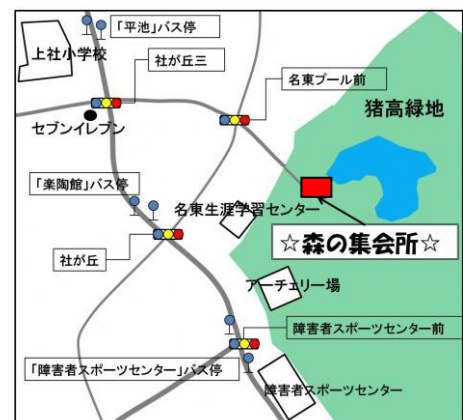 「平池」バス停
上社小学校
社が丘三
名東プール前
猪高緑地
セブンイレブン
「楽陶館」バス停
名東生涯学習センター
☆森の集会所☆
社が丘
アーチェリー場
障害者スポーツセンター前
「障害者スポーツセンター」バス停
障害者スポーツセンター